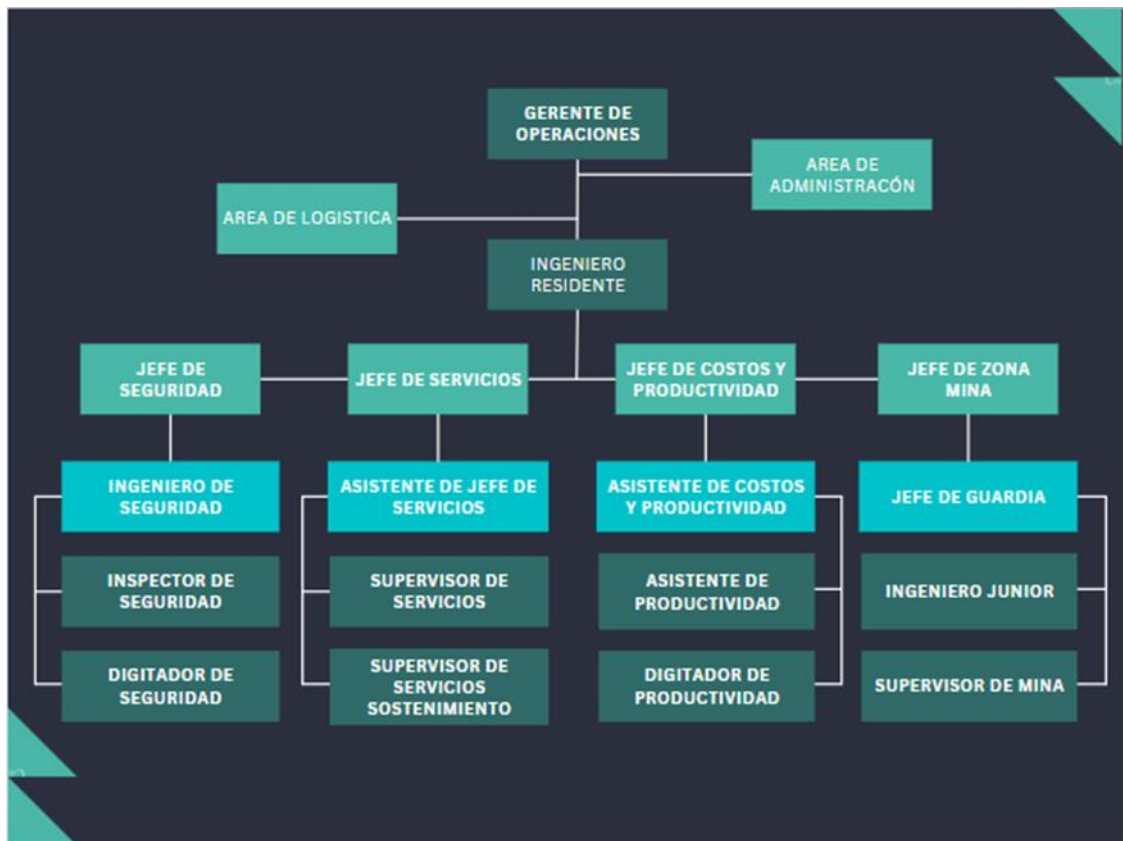 GERENTE DE
OPERACIONES
AREA DE
ADMINISTRACÓN
AREA DE LOGISTICA
INGENIERO
RESIDENTE
JEFE DE
SEGURIDAD
JEFE DE SERVICIOS
JEFE DE COSTOS Y
PRODUCTIVIDAD
JEFE DE ZONA
MINA
INGENIERO DE
SEGURIDAD
ASISTENTE DE JEFE DE
SERVICIOS
ASISTENTE DE COSTOS
Y PRODUCTIVIDAD
JEFE DE GUARDIA
INSPECTOR DE
SEGURIDAD
SUPERVISOR DE
SERVICIOS
ASISTENTE DE
PRODUCTIVIDAD
INGENIERO JUNIOR
DIGITADOR DE
SEGURIDAD
SUPERVISOR DE
SERVICIOS
SOSTENIMIENTO
DIGITADOR DE
PRODUCTIVIDAD
SUPERVISOR DE MINA